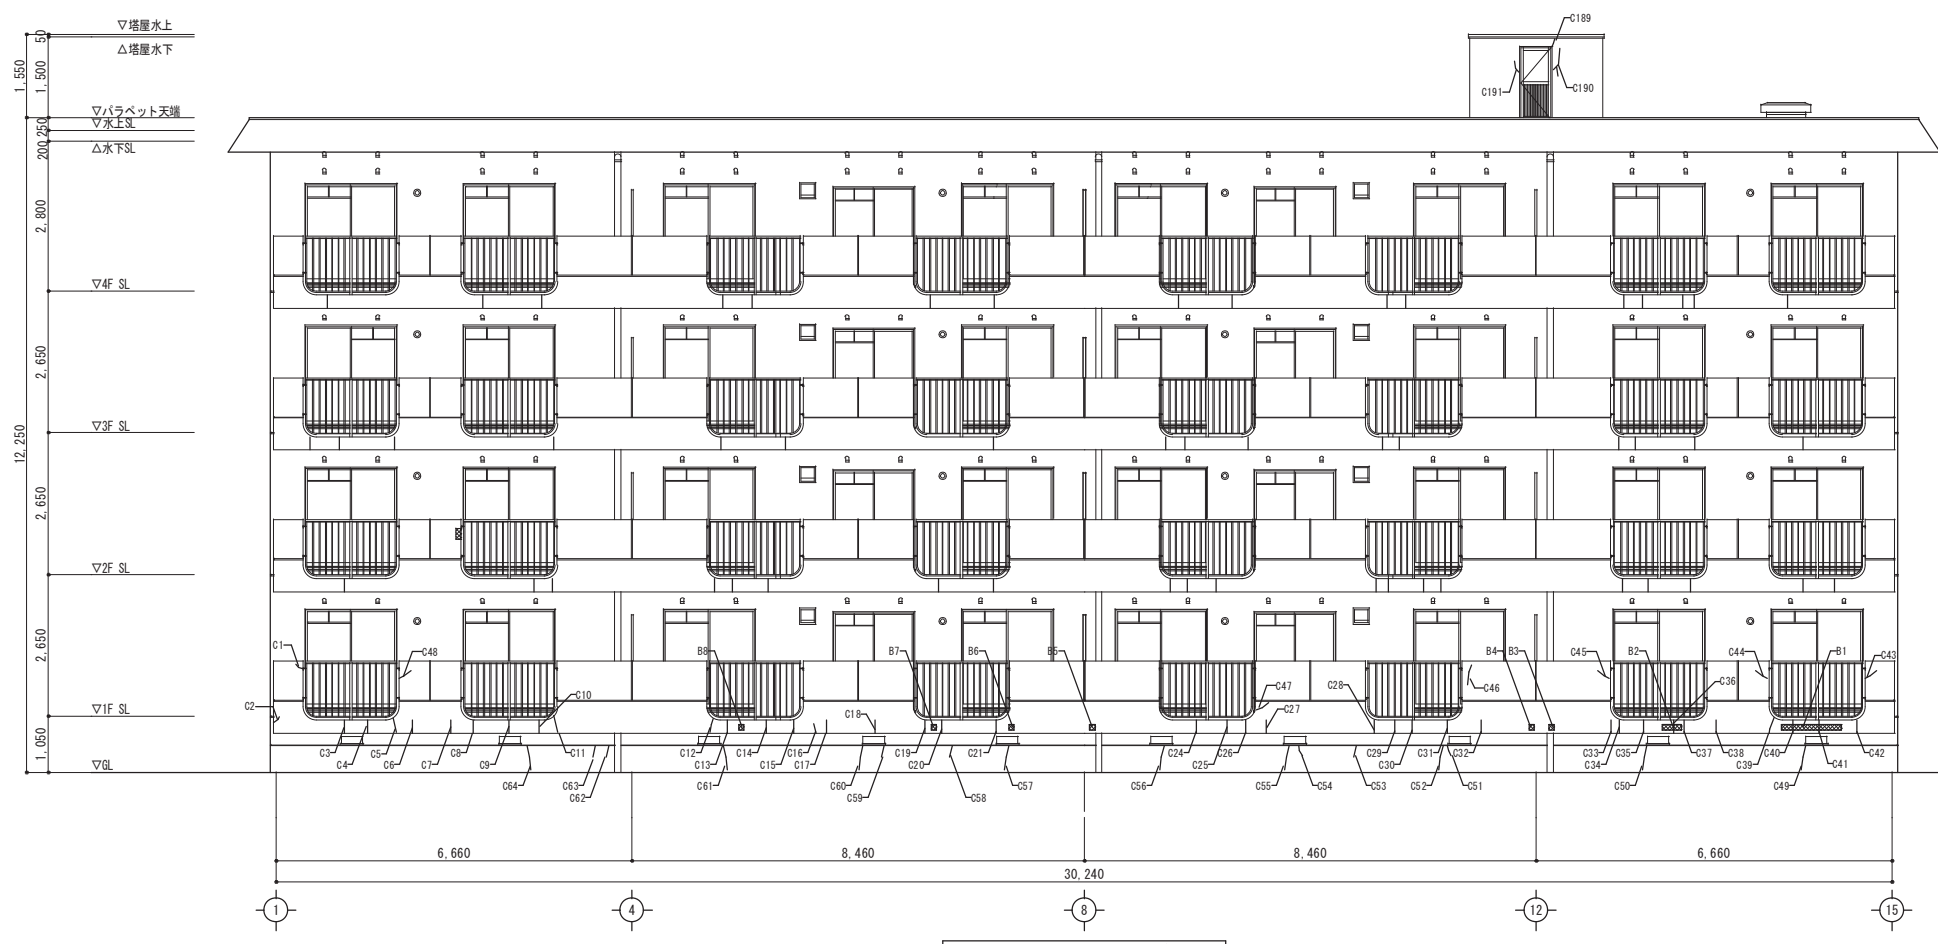 ▽塔屋水上
△塔屋水下
▽パラペット天端
▽水上SL
△水下SL
▽4F SL
▽3F SL
▽2F SL
▽1F SL
▽GL
50
1,550
1,500
250
200
2,800
2,650
12,250
2,650
2,650
1,050
C189
C191
C190
C1
C48
B8
B7
B6
B5
B4
B3
C45
B2
C44
B1
C43
C36
C46
C47
C2
C10
C18
C27
C28
C3
C4
C5
C6
C7
C8
C9
C11
C12
C13
C14
C15
C16
C17
C19
C20
C21
C24
C25
C26
C29
C30
C31
C32
C33
C34
C35
C37
C38
C39
C40
C41
C42
C64
C63
C62
C61
C60
C59
C58
C57
C56
C55
C54
C53
C52
C51
C50
C49
6,660
8,460
8,460
6,660
30,240
1
4
8
12
15